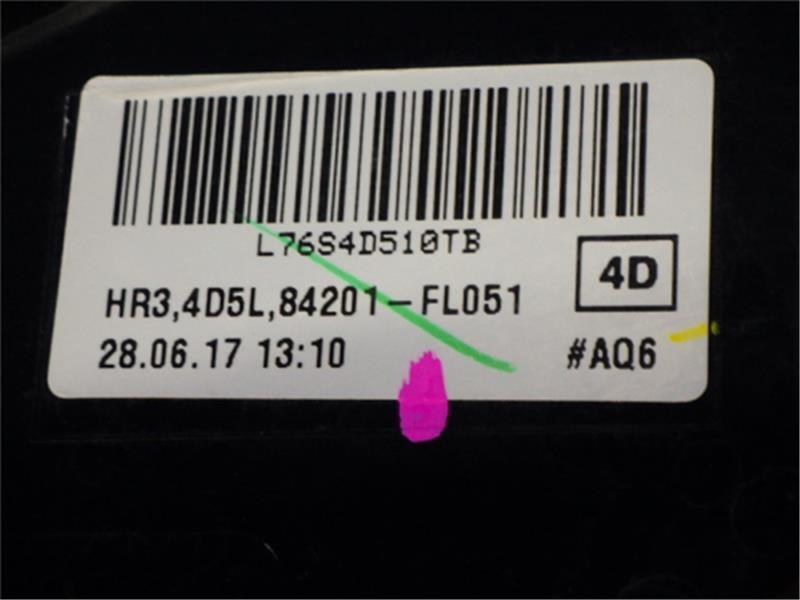 L76S4D510TB
4D
HR3,4D5L,84201-FL051
28.06.17 13:10
#AQ6